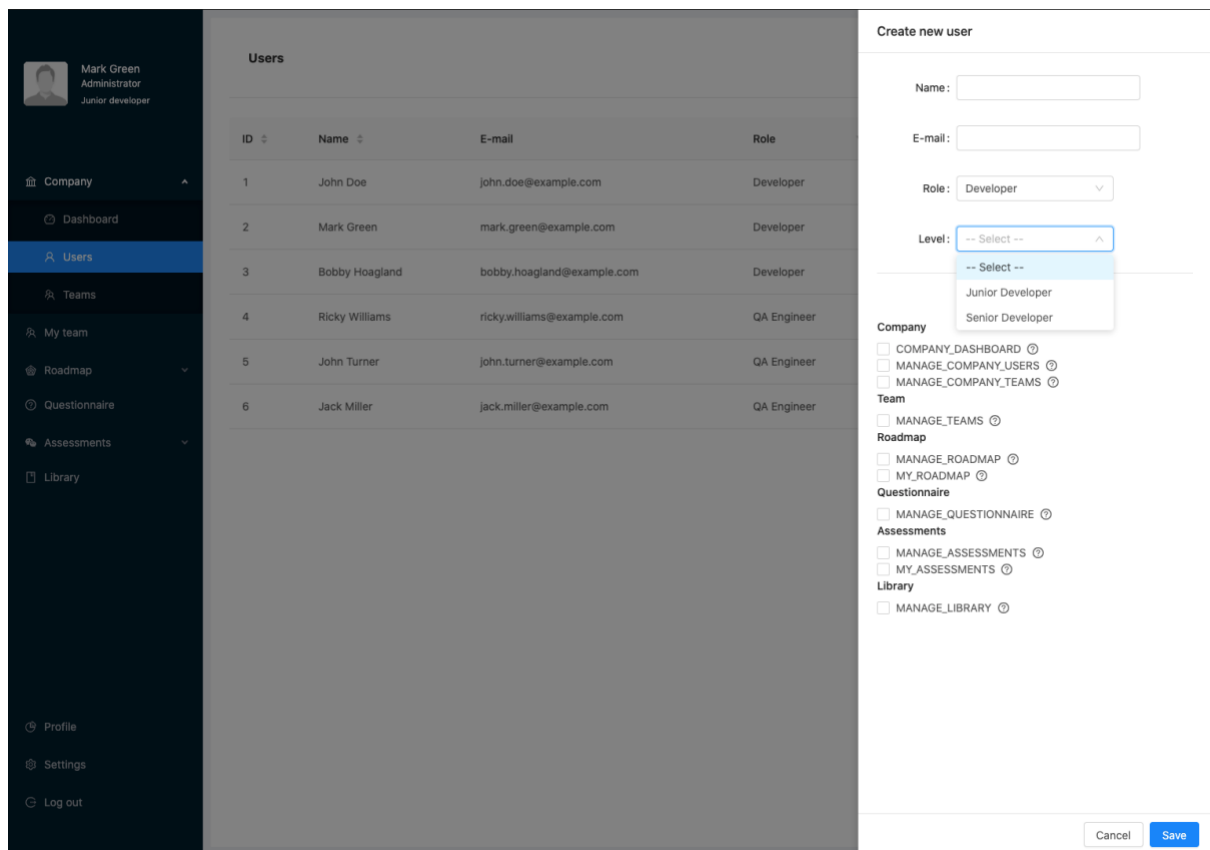 Mark Green
Administrator
Junior developer
Company
Dashboard
Users
Teams
My team
Roadmap
Questionnaire
Assessments
Library
Profile
Settings
Log out
Users
ID Name E-mail Role
1 John Doe john.doe@example.com Developer
2 Mark Green mark.green@example.com Developer
3 Bobby Hoagland bobby.hoagland@example.com Developer
4 Ricky Williams ricky.williams@example.com QA Engineer
5 John Turner john.turner@example.com QA Engineer
6 Jack Miller jack.miller@example.com QA Engineer
Create new user
Name:
E-mail:
Role: Developer
Level: -- Select --
-- Select --
Junior Developer
Senior Developer
Company
COMPANY_DASHBOARD
MANAGE_COMPANY_USERS
MANAGE_COMPANY_TEAMS
Team
MANAGE_TEAMS
Roadmap
MANAGE_ROADMAP
MY_ROADMAP
Questionnaire
MANAGE_QUESTIONNAIRE
Assessments
MANAGE_ASSESSMENTS
MY_ASSESSMENTS
Library
MANAGE_LIBRARY
Cancel Save